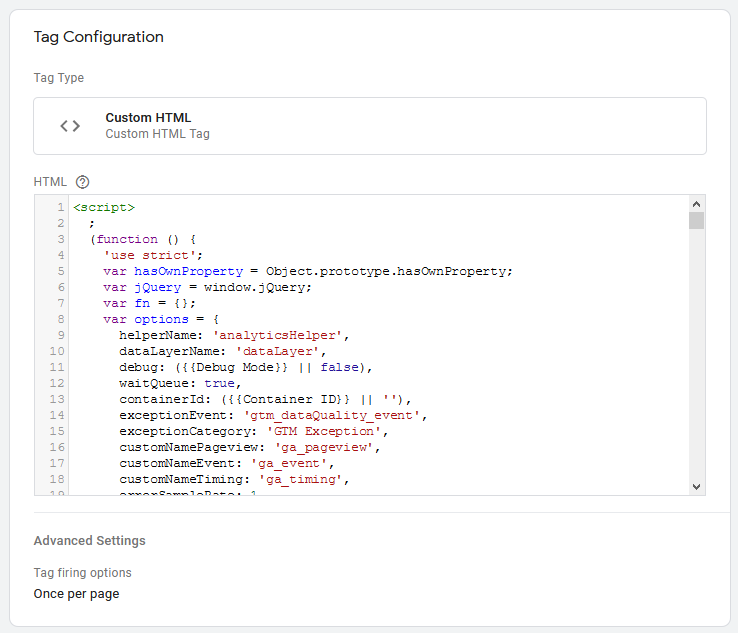 Tag Configuration
Tag Type
Custom HTML
Custom HTML Tag
HTML
1 <script>
2 ;
3 (function () {
4 'use strict';
5 var hasOwnProperty = Object.prototype.hasOwnProperty;
6 var jQuery = window.jQuery;
7 var fn = {};
8 var options = {
9 helperName: 'analyticsHelper',
10 dataLayerName: 'dataLayer',
11 debug: ({{Debug Mode}} || false),
12 waitQueue: true,
13 containerId: ({{Container ID}} || ''),
14 exceptionEvent: 'gtm_dataQuality_event',
15 exceptionCategory: 'GTM Exception',
16 customNamePageview: 'ga_pageview',
17 customNameEvent: 'ga_event',
18 customNameTiming: 'ga_timing',
19 errorSampleRate: 1
Advanced Settings
Tag firing options
Once per page